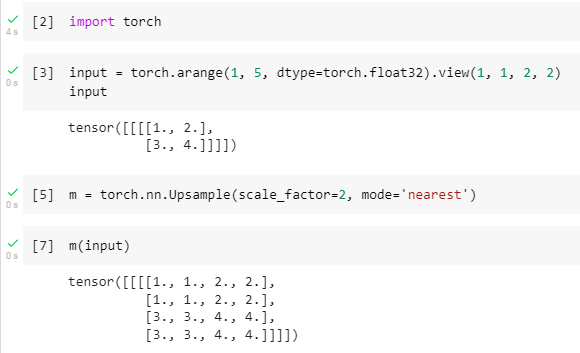 [2] import torch
4s
[3] input = torch.arange(1, 5, dtype=torch.float32).view(1, 1, 2, 2)
0s
input
tensor([[[[1., 2.],
[3., 4.]]]])
[5] m = torch.nn.Upsample(scale_factor=2, mode='nearest')
0s
[7] m(input)
0s
tensor([[[[1., 1., 2., 2.],
[1., 1., 2., 2.],
[3., 3., 4., 4.],
[3., 3., 4., 4.]]]])